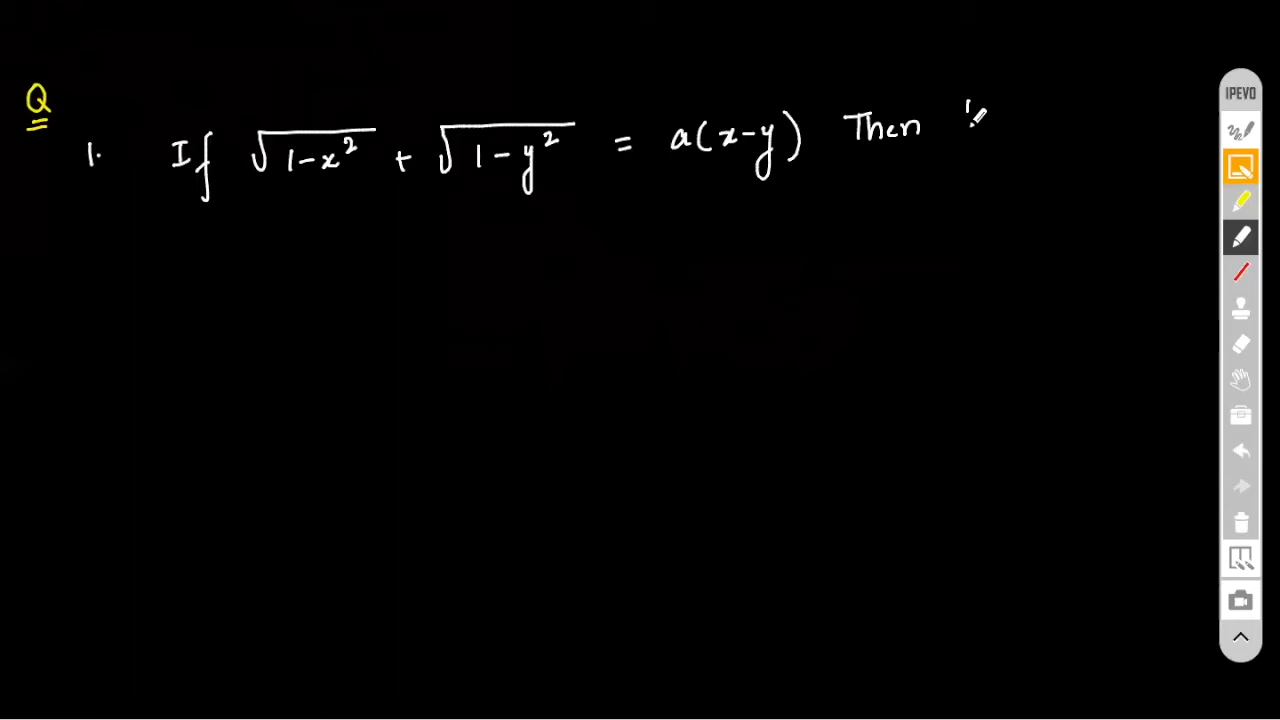 Q
1. If √1-x² + √1-y² = a(x-y) Then
IPEVO